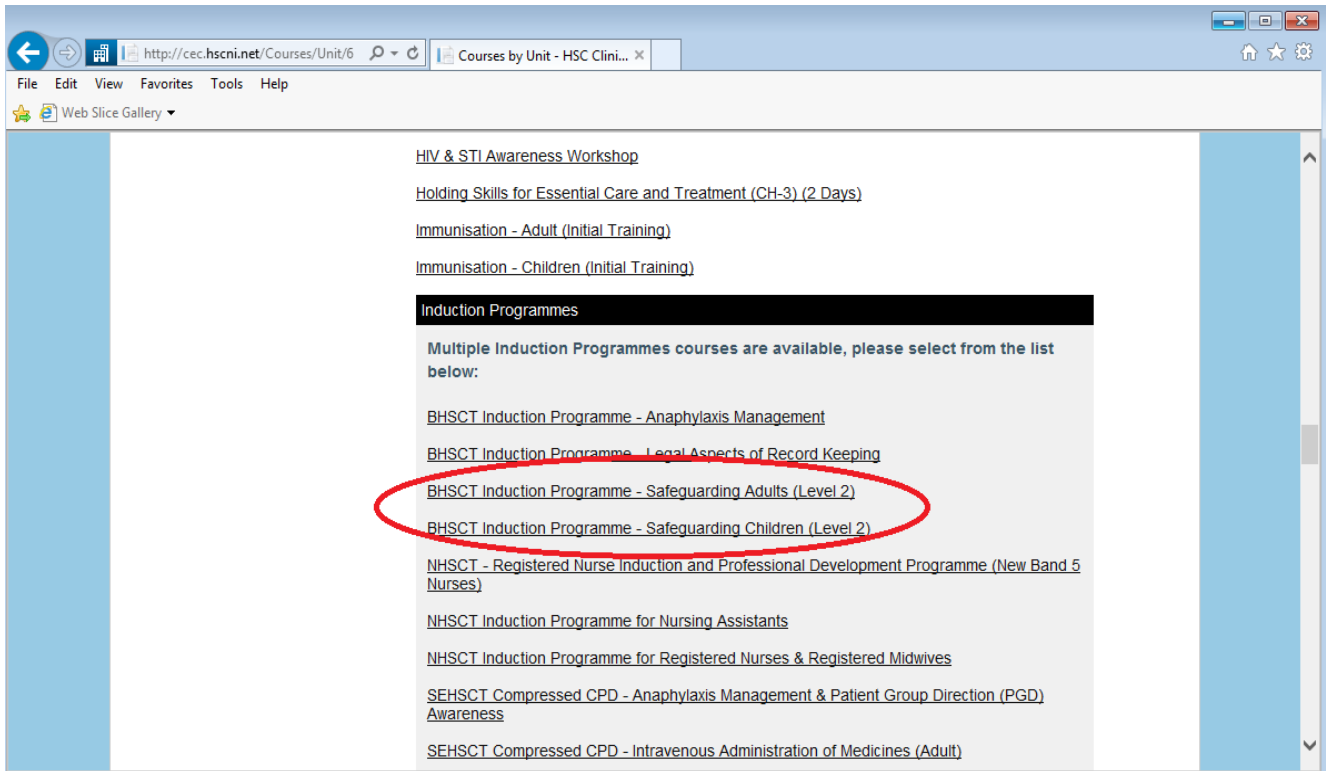 http://cec.hscni.net/Courses/Unit/6
Courses by Unit - HSC Clini...
File Edit View Favorites Tools Help
Web Slice Gallery
HIV & STI Awareness Workshop
Holding Skills for Essential Care and Treatment (CH-3) (2 Days)
Immunisation - Adult (Initial Training)
Immunisation - Children (Initial Training)
Induction Programmes
Multiple Induction Programmes courses are available, please select from the list
below:
BHSCT Induction Programme - Anaphylaxis Management
BHSCT Induction Programme - Legal Aspects of Record Keeping
BHSCT Induction Programme - Safeguarding Adults (Level 2)
BHSCT Induction Programme - Safeguarding Children (Level 2)
NHSCT - Registered Nurse Induction and Professional Development Programme (New Band 5
Nurses)
NHSCT Induction Programme for Nursing Assistants
NHSCT Induction Programme for Registered Nurses & Registered Midwives
SEHSCT Compressed CPD - Anaphylaxis Management & Patient Group Direction (PGD)
Awareness
SEHSCT Compressed CPD - Intravenous Administration of Medicines (Adult)